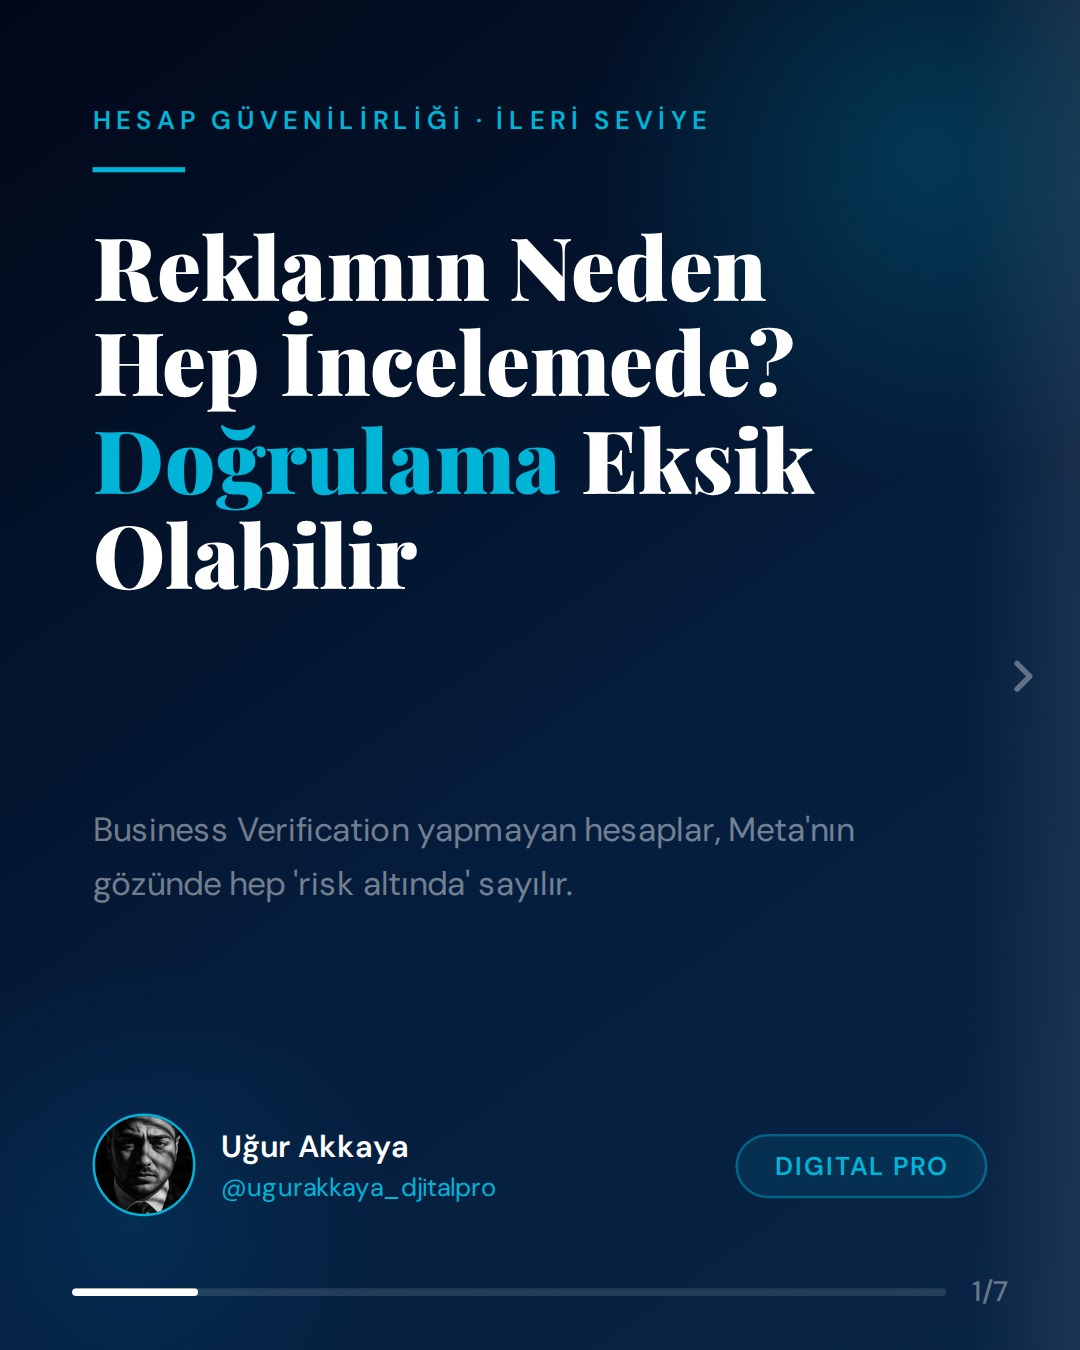 HESAP GÜVENİLİRLİĞİ · İLERİ SEVİYE
Reklamın Neden
Hep İncelemede?
Doğrulama Eksik
Olabilir
Business Verification yapmayan hesaplar, Meta'nın
gözünde hep 'risk altında' sayılır.
Uğur Akkaya
@ugurakkaya_djitalpro
DIGITAL PRO
1/7